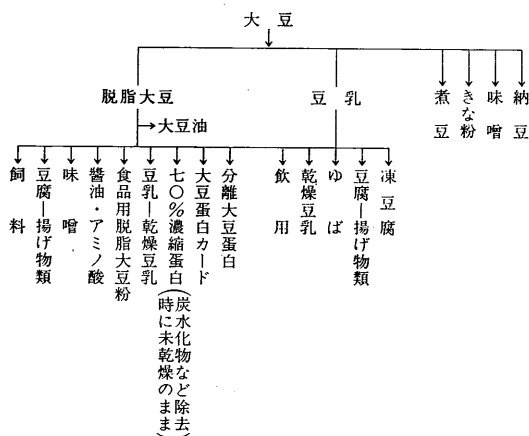 大豆
脱脂大豆
大豆油
豆乳
煮豆
きな粉
味噌
納豆
飼料
豆腐―揚げ物類
味噌
醬油・アミノ酸
食品用脱脂大豆粉
豆乳―乾燥豆乳
七〇％濃縮蛋白(炭水化物など除去
時に未乾燥のまま)
大豆蛋白カード
分離大豆蛋白
飲用
乾燥豆乳
ゆば
豆腐―揚げ物類
凍豆腐